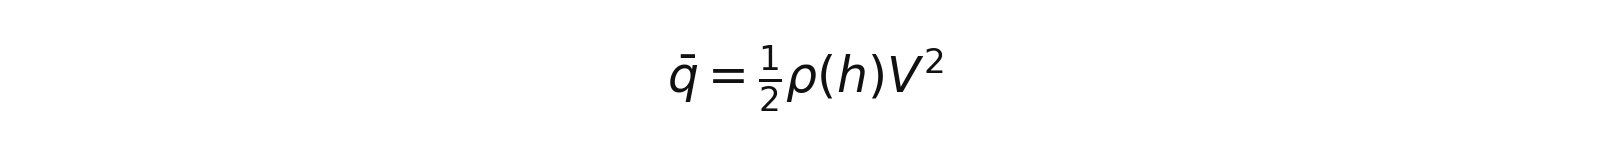 q̄ = ½ρ(h)V²